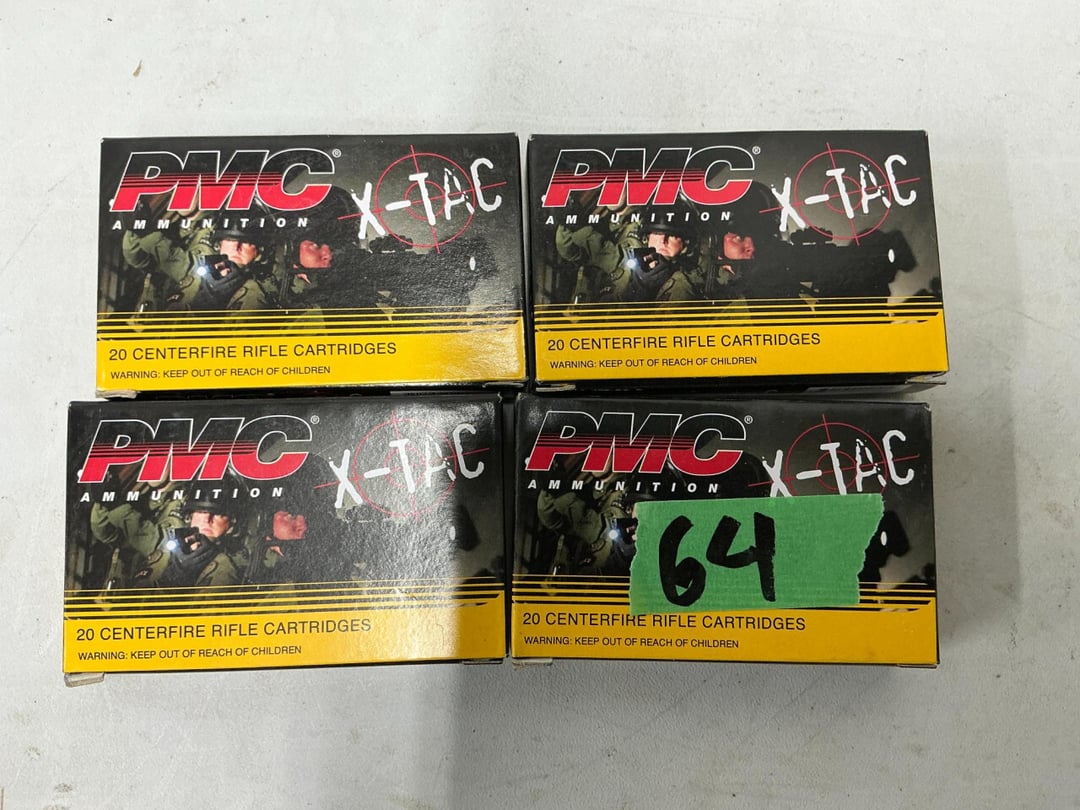 PMC®
AMMUNITION
X-TAC
20 CENTERFIRE RIFLE CARTRIDGES
WARNING: KEEP OUT OF REACH OF CHILDREN
PMC®
AMMUNITION
X-TAC
20 CENTERFIRE RIFLE CARTRIDGES
WARNING: KEEP OUT OF REACH OF CHILDREN
PMC®
AMMUNITION
X-TAC
20 CENTERFIRE RIFLE CARTRIDGES
WARNING: KEEP OUT OF REACH OF CHILDREN
PMC®
AMMUNITION
X-TAC
64
20 CENTERFIRE RIFLE CARTRIDGES
WARNING: KEEP OUT OF REACH OF CHILDREN